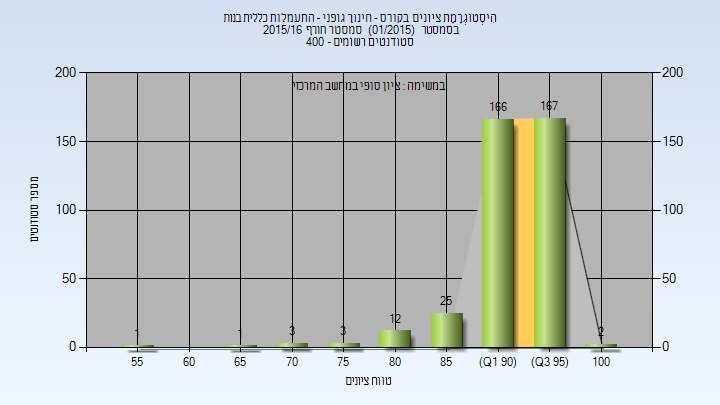 הִיסְטוֹגְרָמַת ציונים בקורס - חינוך גופני - התעמלות כללית בנות
בסמסטר (01/2015) סמסטר חורף 2015/16
סטודנטים רשומים - 400
במשימה : ציון סופי במחשב המרכזי
200 200
150 150
100 100
50 50
0 0
מספר סטודנטים
1 1 3 3 12 25 166 167 2
55 60 65 70 75 80 85 (Q1 90) (Q3 95) 100
טווח ציונים